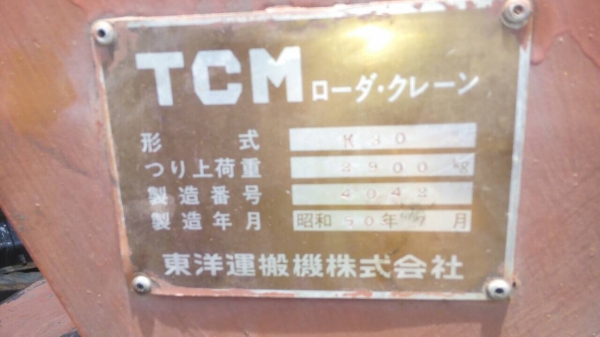 TCM ローダ・クレーン
形式 K30
つり上荷重 2900kg
製造番号 4042
製造年月 昭和50年 月
東洋運搬機株式会社